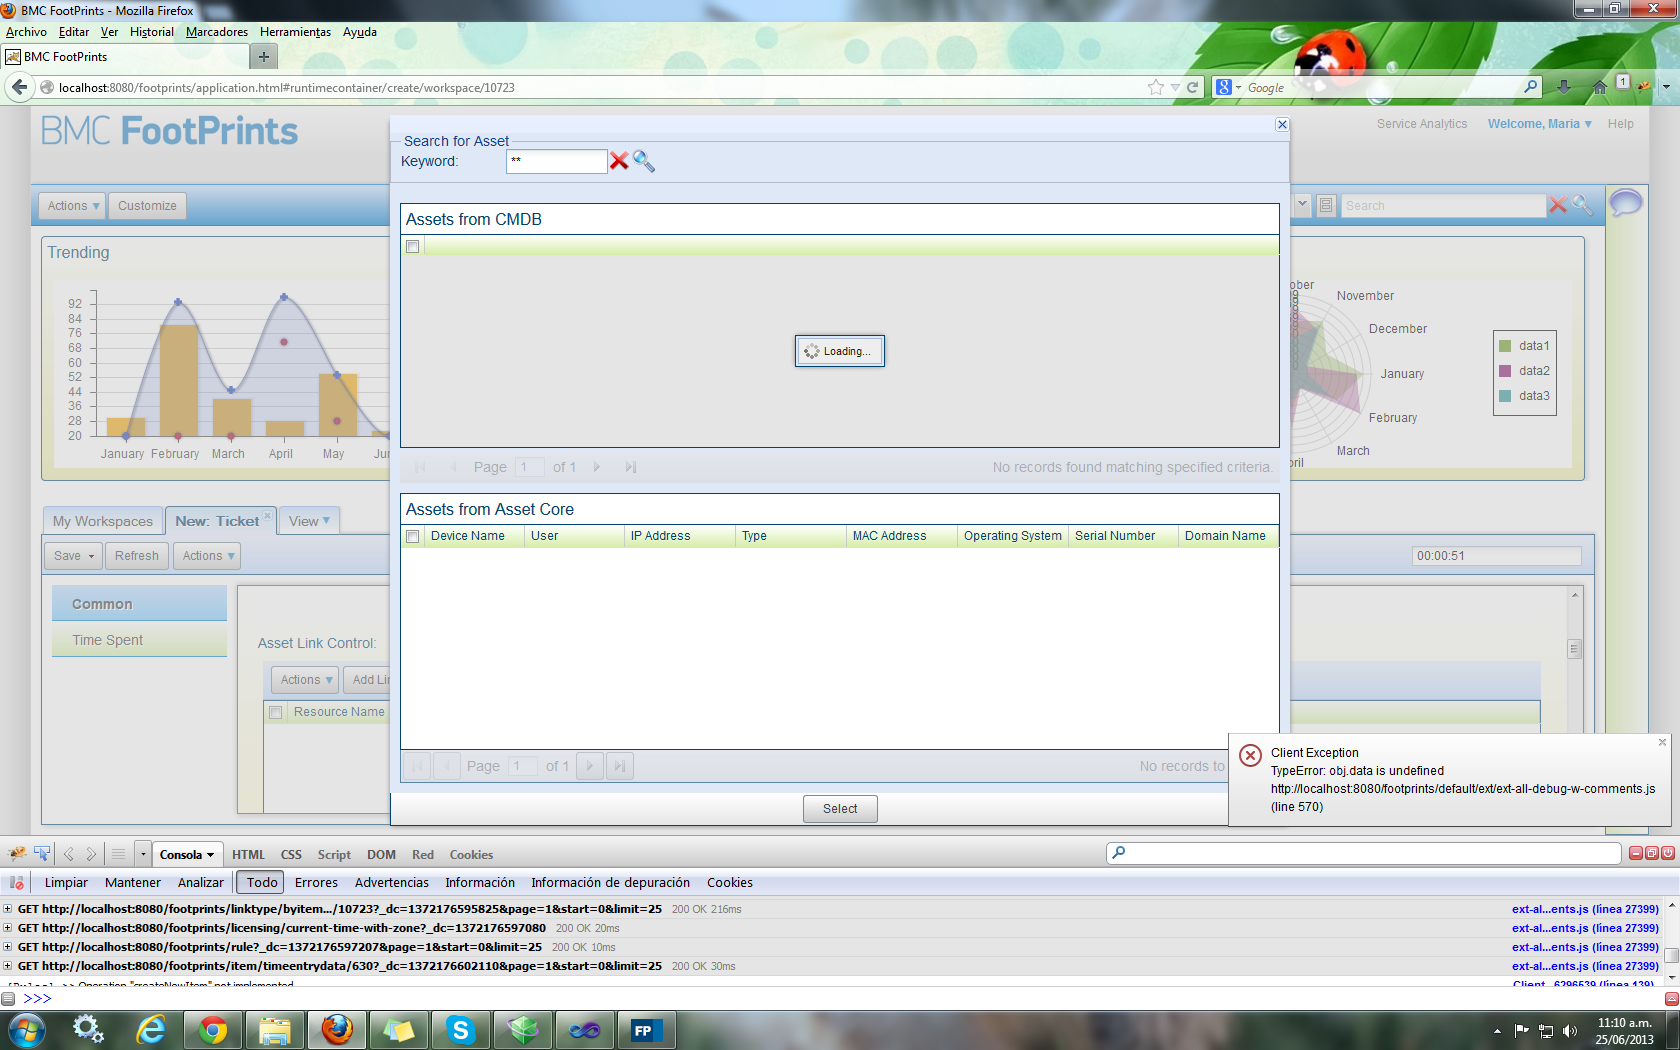 BMC FootPrints - Mozilla Firefox
Archivo Editar Ver Historial Marcadores Herramientas Ayuda
BMC FootPrints
localhost:8080/footprints/application.html#runtimecontainer/create/workspace/10723
Google
1
BMC FootPrints
Service Analytics Welcome, Maria Help
Actions Customize
Search
Search for Asset
Keyword: **
Assets from CMDB
Loading...
Page 1 of 1
No records found matching specified criteria.
Assets from Asset Core
Device Name User IP Address Type MAC Address Operating System Serial Number Domain Name
Page 1 of 1
No records to
Select
Trending
92
84
76
68
60
52
44
36
28
20
January February March April May Jun
ober
November
December
January
February
March
ril
data1
data2
data3
My Workspaces New: Ticket View
Save Refresh Actions
00:00:51
Common
Time Spent
Asset Link Control:
Actions Add Lin
Resource Name
Client Exception
TypeError: obj.data is undefined
http://localhost:8080/footprints/default/ext/ext-all-debug-w-comments.js
(line 570)
Consola HTML CSS Script DOM Red Cookies
Limpiar Mantener Analizar Todo Errores Advertencias Información Información de depuración Cookies
GET http://localhost:8080/footprints/linktype/byitem.../10723?_dc=1372176595825&page=1&start=0&limit=25 200 OK 216ms ext-al...ents.js (línea 27399)
GET http://localhost:8080/footprints/licensing/current-time-with-zone?_dc=1372176597080 200 OK 20ms ext-al...ents.js (línea 27399)
GET http://localhost:8080/footprints/rule?_dc=1372176597207&page=1&start=0&limit=25 200 OK 10ms ext-al...ents.js (línea 27399)
GET http://localhost:8080/footprints/item/timeentrydata/630?_dc=1372176602110&page=1&start=0&limit=25 200 OK 30ms ext-al...ents.js (línea 27399)
[Rules] >> Operation "createNewItem" not implemented Client...6296539 (línea 139)
>>>
FP
11:10 a.m.
25/06/2013